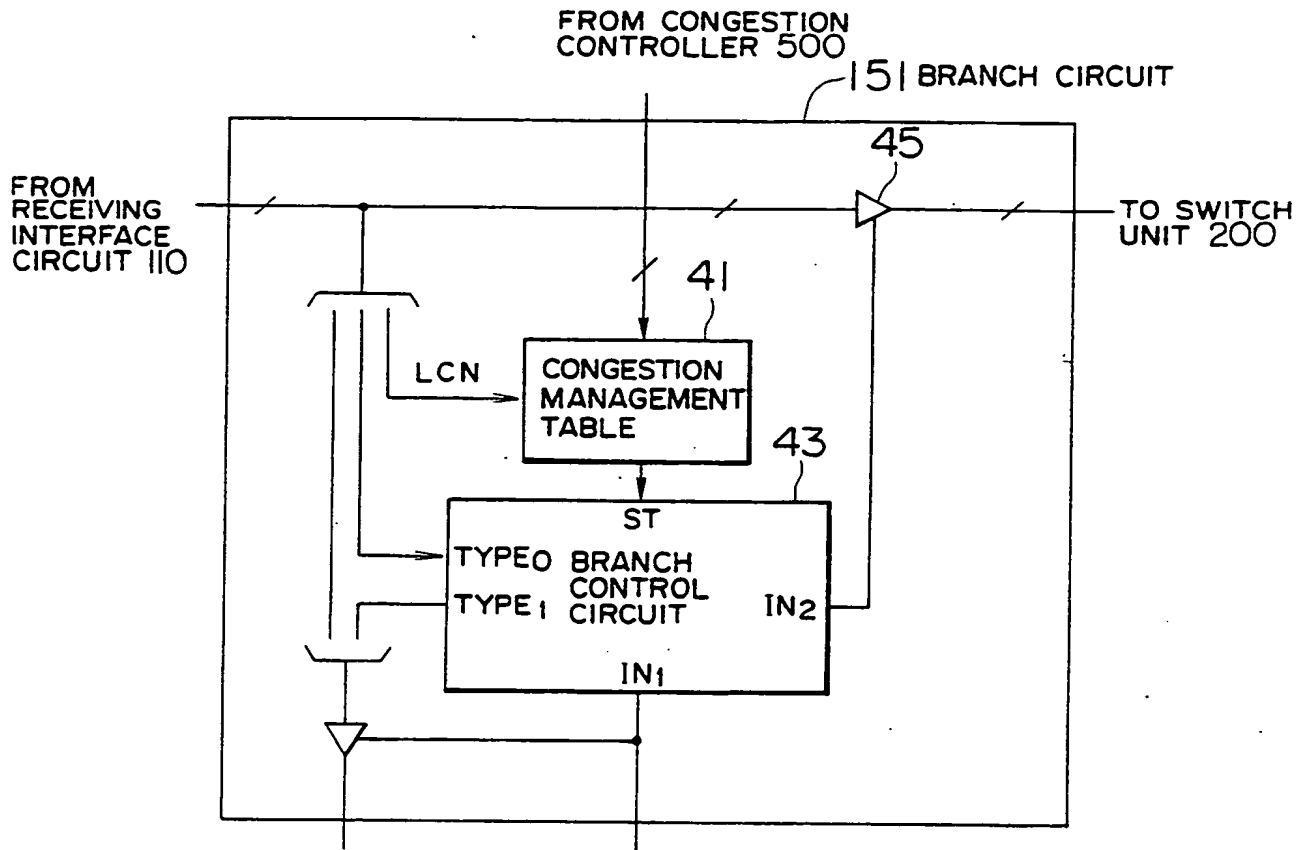 FROM CONGESTION
CONTROLLER 500
151 BRANCH CIRCUIT
45
FROM
RECEIVING
INTERFACE
CIRCUIT 110
TO SWITCH
UNIT 200
41
LCN
CONGESTION
MANAGEMENT
TABLE
43
ST
TYPE0 BRANCH
CONTROL
TYPE1 CIRCUIT
IN2
IN1